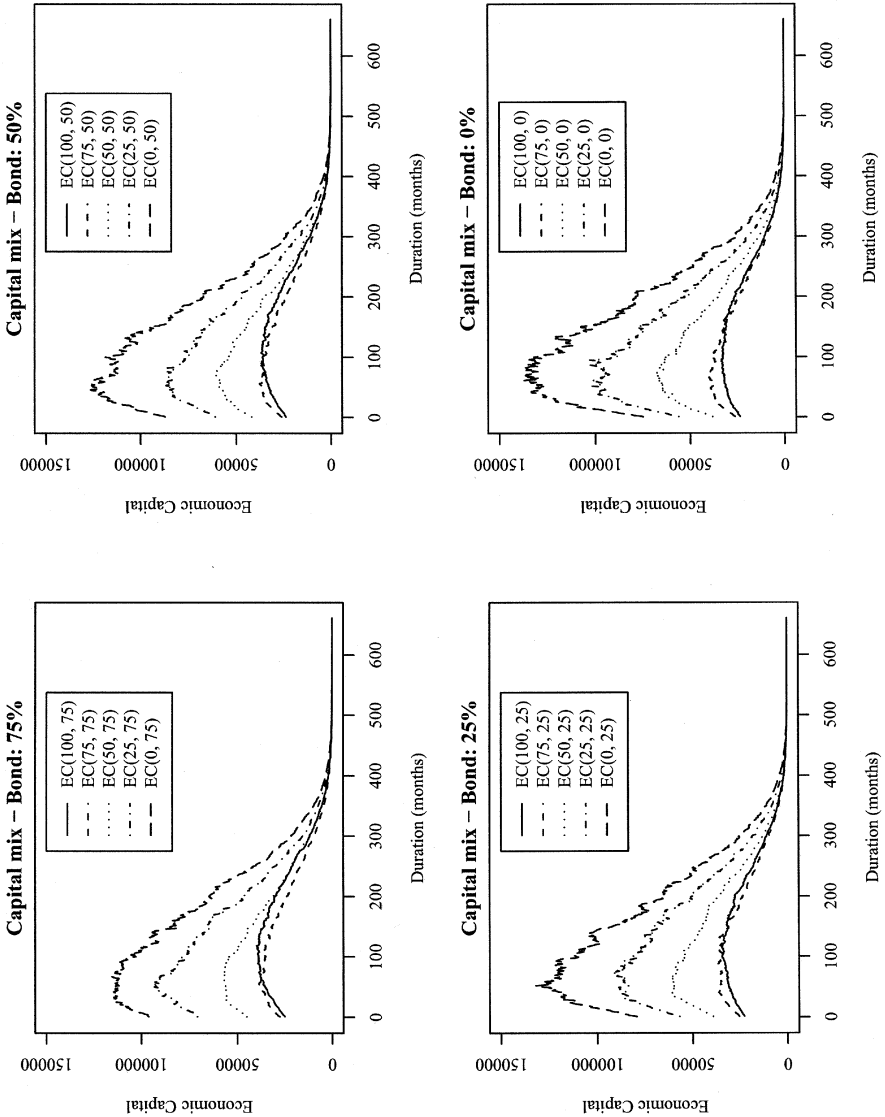 Capital mix – Bond: 75%
EC(100, 75)
EC(75, 75)
EC(50, 75)
EC(25, 75)
EC(0, 75)
Economic Capital
150000
100000
50000
0
0 100 200 300 400 500 600
Duration (months)
Capital mix – Bond: 50%
EC(100, 50)
EC(75, 50)
EC(50, 50)
EC(25, 50)
EC(0, 50)
Economic Capital
150000
100000
50000
0
0 100 200 300 400 500 600
Duration (months)
Capital mix – Bond: 25%
EC(100, 25)
EC(75, 25)
EC(50, 25)
EC(25, 25)
EC(0, 25)
Economic Capital
150000
100000
50000
0
0 100 200 300 400 500 600
Duration (months)
Capital mix – Bond: 0%
EC(100, 0)
EC(75, 0)
EC(50, 0)
EC(25, 0)
EC(0, 0)
Economic Capital
150000
100000
50000
0
0 100 200 300 400 500 600
Duration (months)